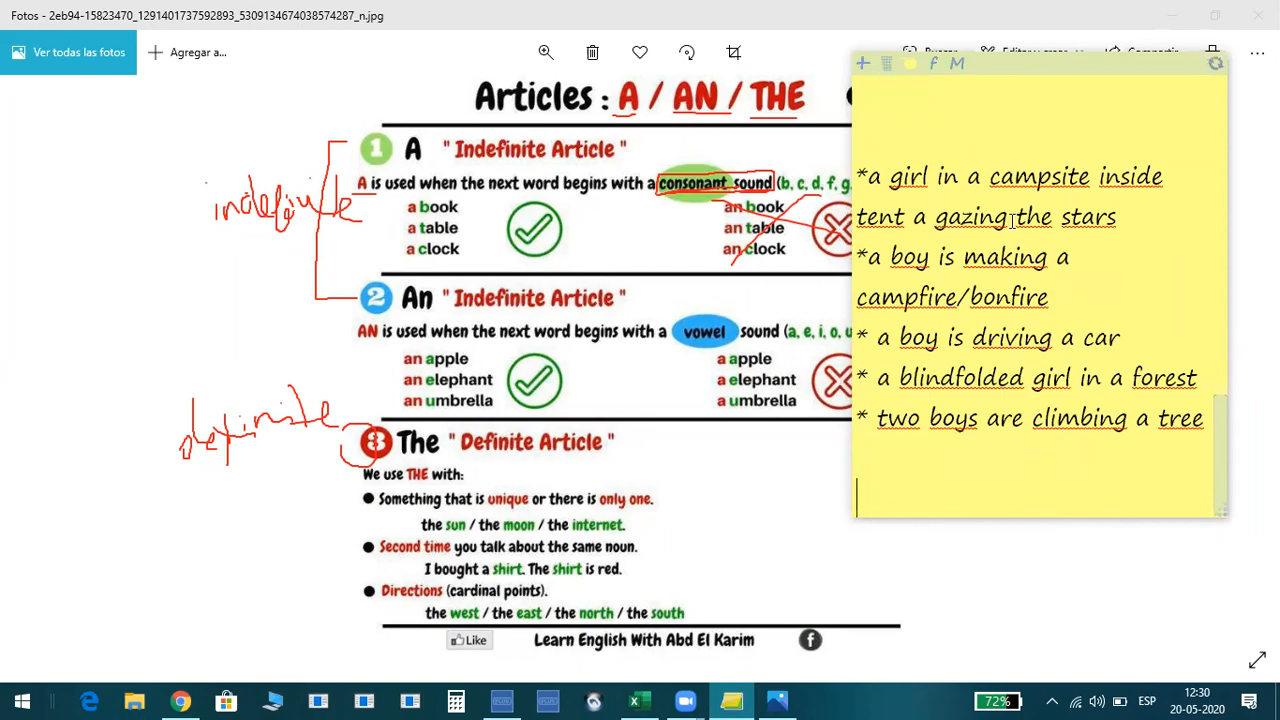 Fotos - 2eb94-15823470_1291401737592893_5309134674038574287_n.jpg
Ver todas las fotos
Agregar a...
Articles : A / AN / THE
1 A " Indefinite Article "
A is used when the next word begins with a consonant sound (b, c, d, f, g,
a book an book
a table an table
a clock an clock
indefinite
2 An " Indefinite Article "
AN is used when the next word begins with a vowel sound (a, e, i, o, u
an apple a apple
an elephant a elephant
an umbrella a umbrella
definite
3 The " Definite Article "
We use THE with:
Something that is unique or there is only one.
the sun / the moon / the internet.
Second time you talk about the same noun.
I bought a shirt. The shirt is red.
Directions (cardinal points).
the west / the east / the north / the south
Like Learn English With Abd El Karim f
+ f M
*a girl in a campsite inside
tent a gazing the stars
*a boy is making a
campfire/bonfire
* a boy is driving a car
* a blindfolded girl in a forest
* two boys are climbing a tree
72% ESP 12:30
20-05-2020